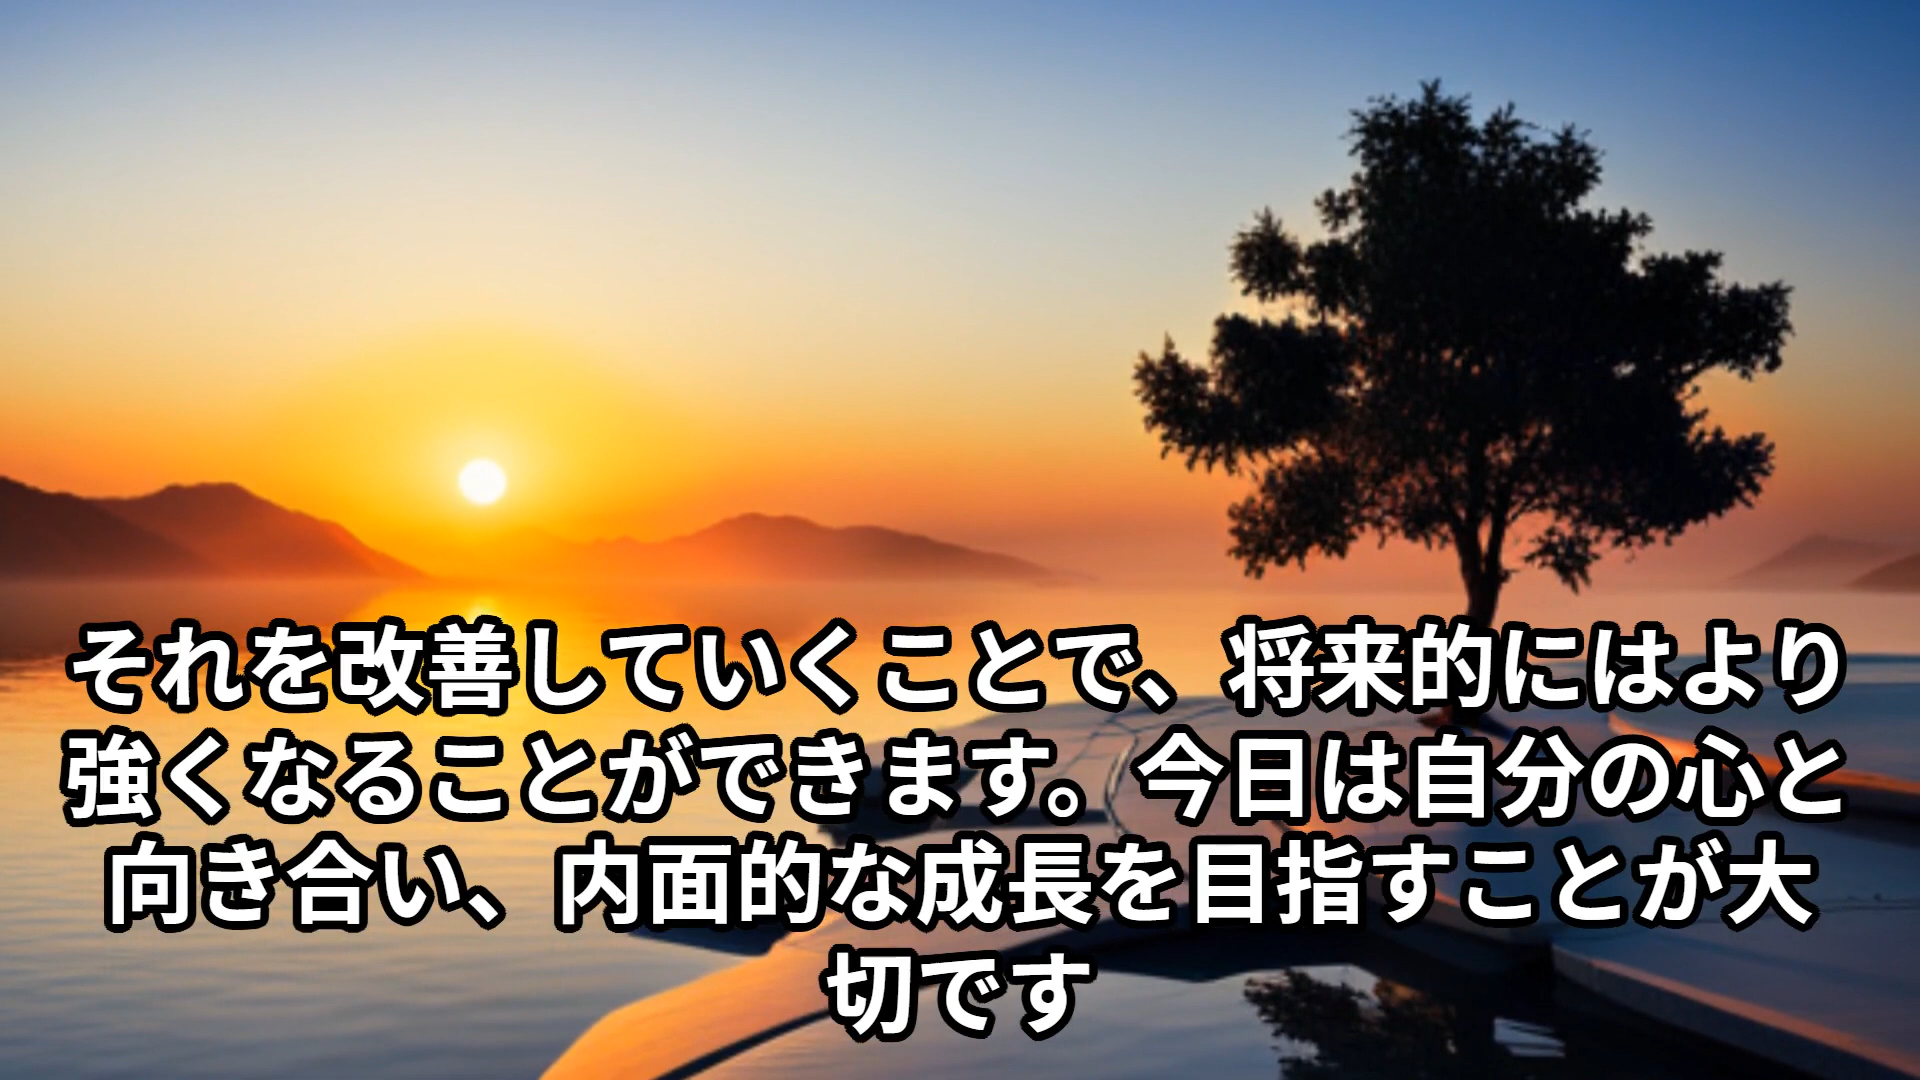 それを改善していくことで、将来的にはより
強くなることができます。今日は自分の心と
向き合い、内面的な成長を目指すことが大
切です